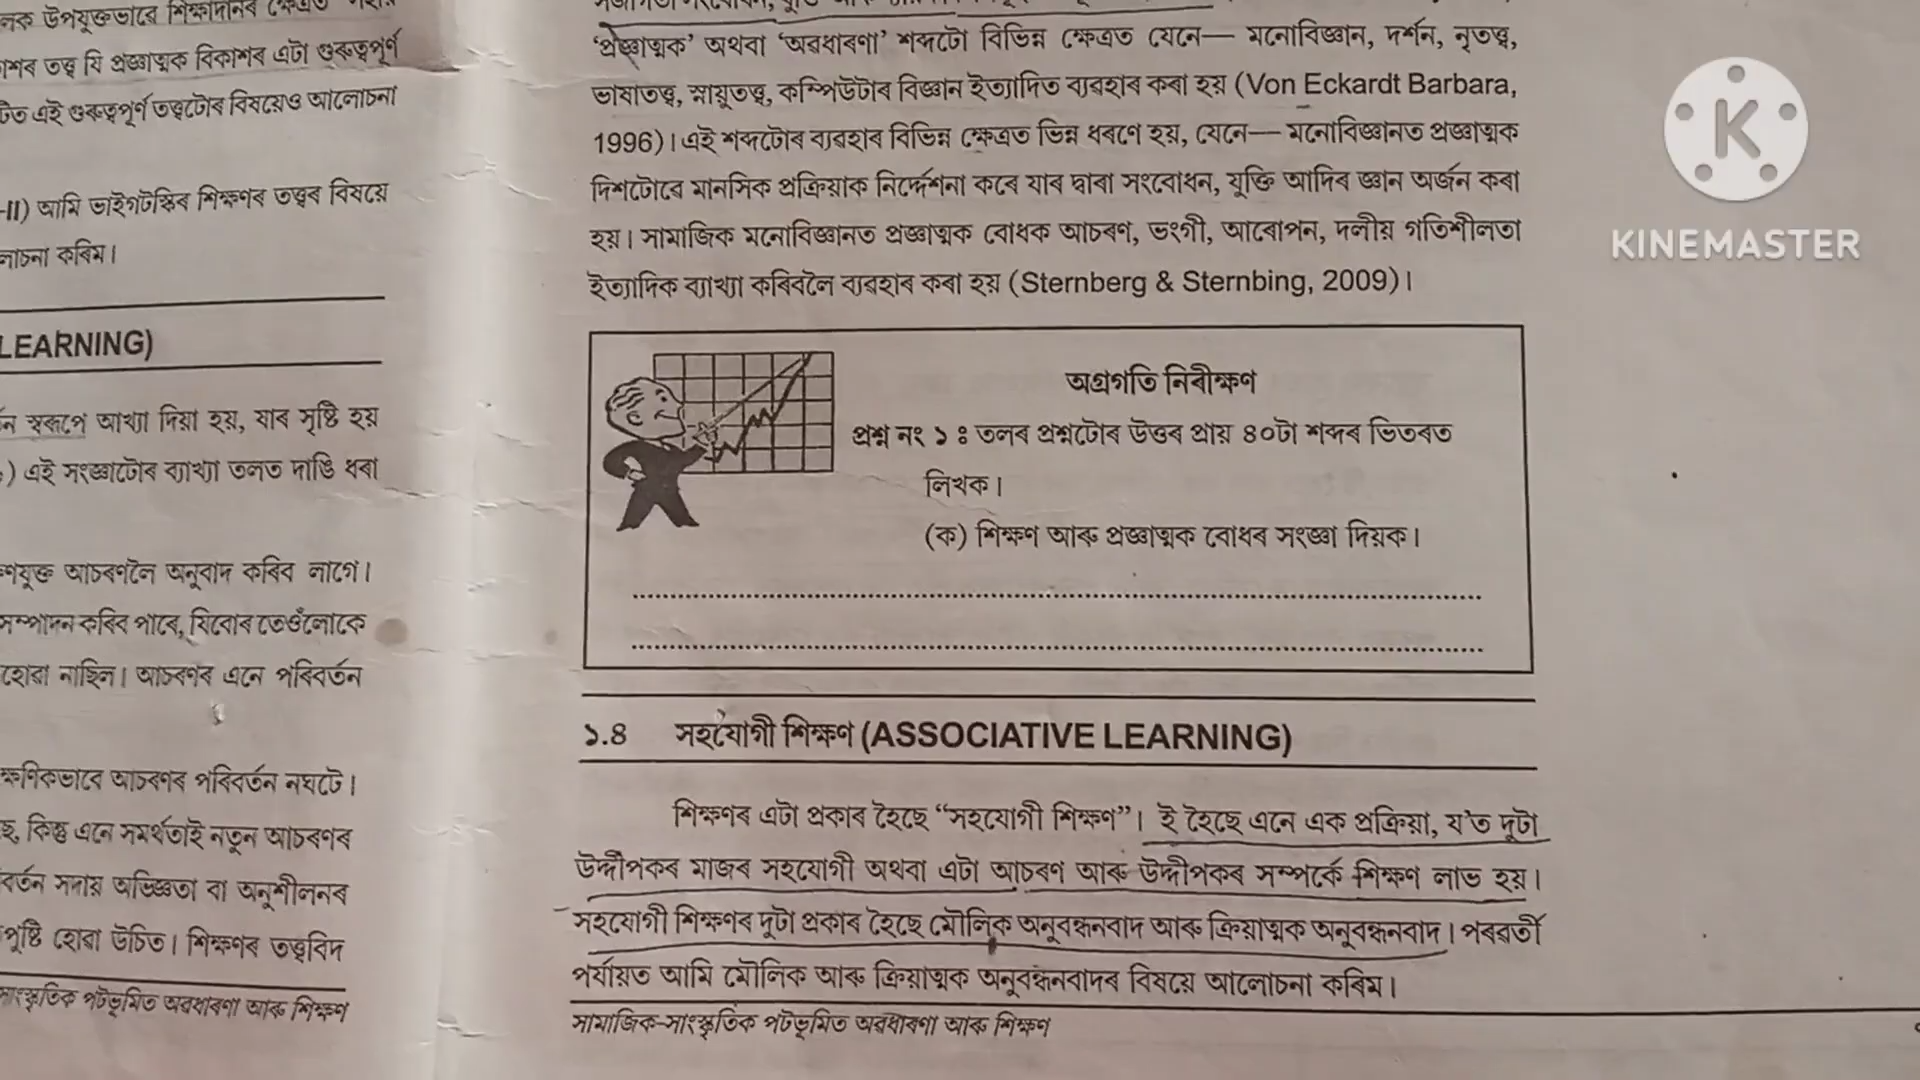 উপযুক্তভাৱে শিক্ষাদানৰ ক্ষেত্ৰত
তত্ত্ব যি প্ৰজ্ঞাত্মক বিকাশৰ এটা গুৰুত্বপূৰ্ণ
এই গুৰুত্বপূৰ্ণ তত্ত্বটোৰ বিষয়েও আলোচনা
-II) আমি ভাইগটস্কিৰ শিক্ষণৰ তত্ত্বৰ বিষয়ে
কৰিম।
LEARNING)
স্বৰূপে আখ্যা দিয়া হয়, যাৰ সৃষ্টি হয়
) এই সংজ্ঞাটোৰ ব্যাখ্যা তলত দাঙি ধৰা
আচৰণলৈ অনুবাদ কৰিব লাগে।
সম্পাদন কৰিব পাৰে, যিবোৰ তেওঁলোকে
হোৱা নাছিল। আচৰণৰ এনে পৰিবৰ্তন
আচৰণৰ পৰিবৰ্তন নঘটে।
কিন্তু এনে সমৰ্থতাই নতুন আচৰণৰ
সদায় অভিজ্ঞতা বা অনুশীলনৰ
হোৱা উচিত। শিক্ষণৰ তত্ত্ববিদ
পটভূমিত অৱধাৰণা আৰু শিক্ষণ
‘প্ৰজ্ঞাত্মক’ অথবা ‘অৱধাৰণা’ শব্দটো বিভিন্ন ক্ষেত্ৰত যেনে— মনোবিজ্ঞান, দৰ্শন, নৃতত্ত্ব,
ভাষাতত্ত্ব, স্নায়ুতত্ত্ব, কম্পিউটাৰ বিজ্ঞান ইত্যাদিত ব্যৱহাৰ কৰা হয় (Von Eckardt Barbara,
1996)। এই শব্দটোৰ ব্যৱহাৰ বিভিন্ন ক্ষেত্ৰত ভিন্ন ধৰণে হয়, যেনে— মনোবিজ্ঞানত প্ৰজ্ঞাত্মক
দিশটোৱে মানসিক প্ৰক্ৰিয়াক নিৰ্দ্দেশনা কৰে যাৰ দ্বাৰা সংবোধন, যুক্তি আদিৰ জ্ঞান অৰ্জন কৰা
হয়। সামাজিক মনোবিজ্ঞানত প্ৰজ্ঞাত্মক বোধক আচৰণ, ভংগী, আৰোপন, দলীয় গতিশীলতা
ইত্যাদিক ব্যাখ্যা কৰিবলৈ ব্যৱহাৰ কৰা হয় (Sternberg & Sternbing, 2009)।
অগ্ৰগতি নিৰীক্ষণ
প্ৰশ্ন নং ১ ঃ তলৰ প্ৰশ্নটোৰ উত্তৰ প্ৰায় ৪০টা শব্দৰ ভিতৰত
লিখক।
(ক) শিক্ষণ আৰু প্ৰজ্ঞাত্মক বোধৰ সংজ্ঞা দিয়ক।
১.৪ সহযোগী শিক্ষণ (ASSOCIATIVE LEARNING)
শিক্ষণৰ এটা প্ৰকাৰ হৈছে “সহযোগী শিক্ষণ”। ই হৈছে এনে এক প্ৰক্ৰিয়া, য'ত দুটা
উদ্দীপকৰ মাজৰ সহযোগী অথবা এটা আচৰণ আৰু উদ্দীপকৰ সম্পৰ্কে শিক্ষণ লাভ হয়।
সহযোগী শিক্ষণৰ দুটা প্ৰকাৰ হৈছে মৌলিক অনুবন্ধনবাদ আৰু ক্ৰিয়াত্মক অনুবন্ধনবাদ। পৰৱৰ্তী
পৰ্যায়ত আমি মৌলিক আৰু ক্ৰিয়াত্মক অনুবন্ধনবাদৰ বিষয়ে আলোচনা কৰিম।
সামাজিক-সাংস্কৃতিক পটভূমিত অৱধাৰণা আৰু শিক্ষণ
K
KINEMASTER